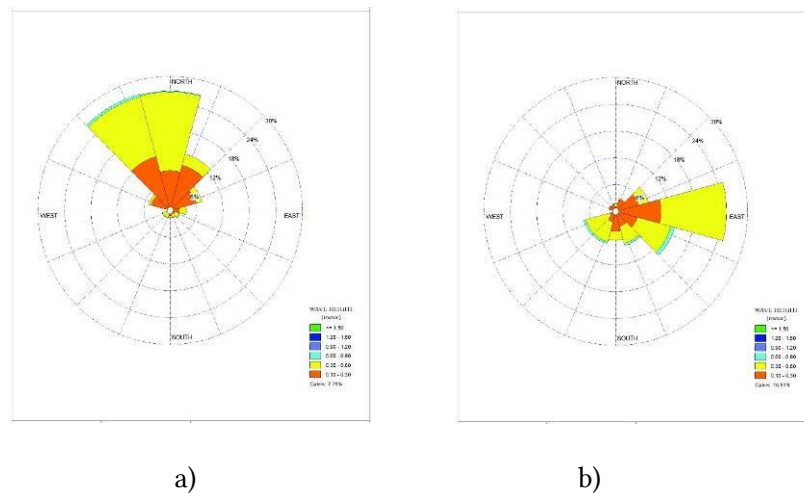 NORTH
30%
24%
18%
12%
6%
WEST
EAST
SOUTH
WAVE HEIGHT
(meter)
>= 1.50
1.20 - 1.50
0.90 - 1.20
0.60 - 0.90
0.30 - 0.60
0.10 - 0.30
NORTH
30%
24%
18%
12%
6%
WEST
EAST
SOUTH
WAVE HEIGHT
(meter)
>= 1.50
1.20 - 1.50
0.90 - 1.20
0.60 - 0.90
0.30 - 0.60
0.10 - 0.30
a)
b)